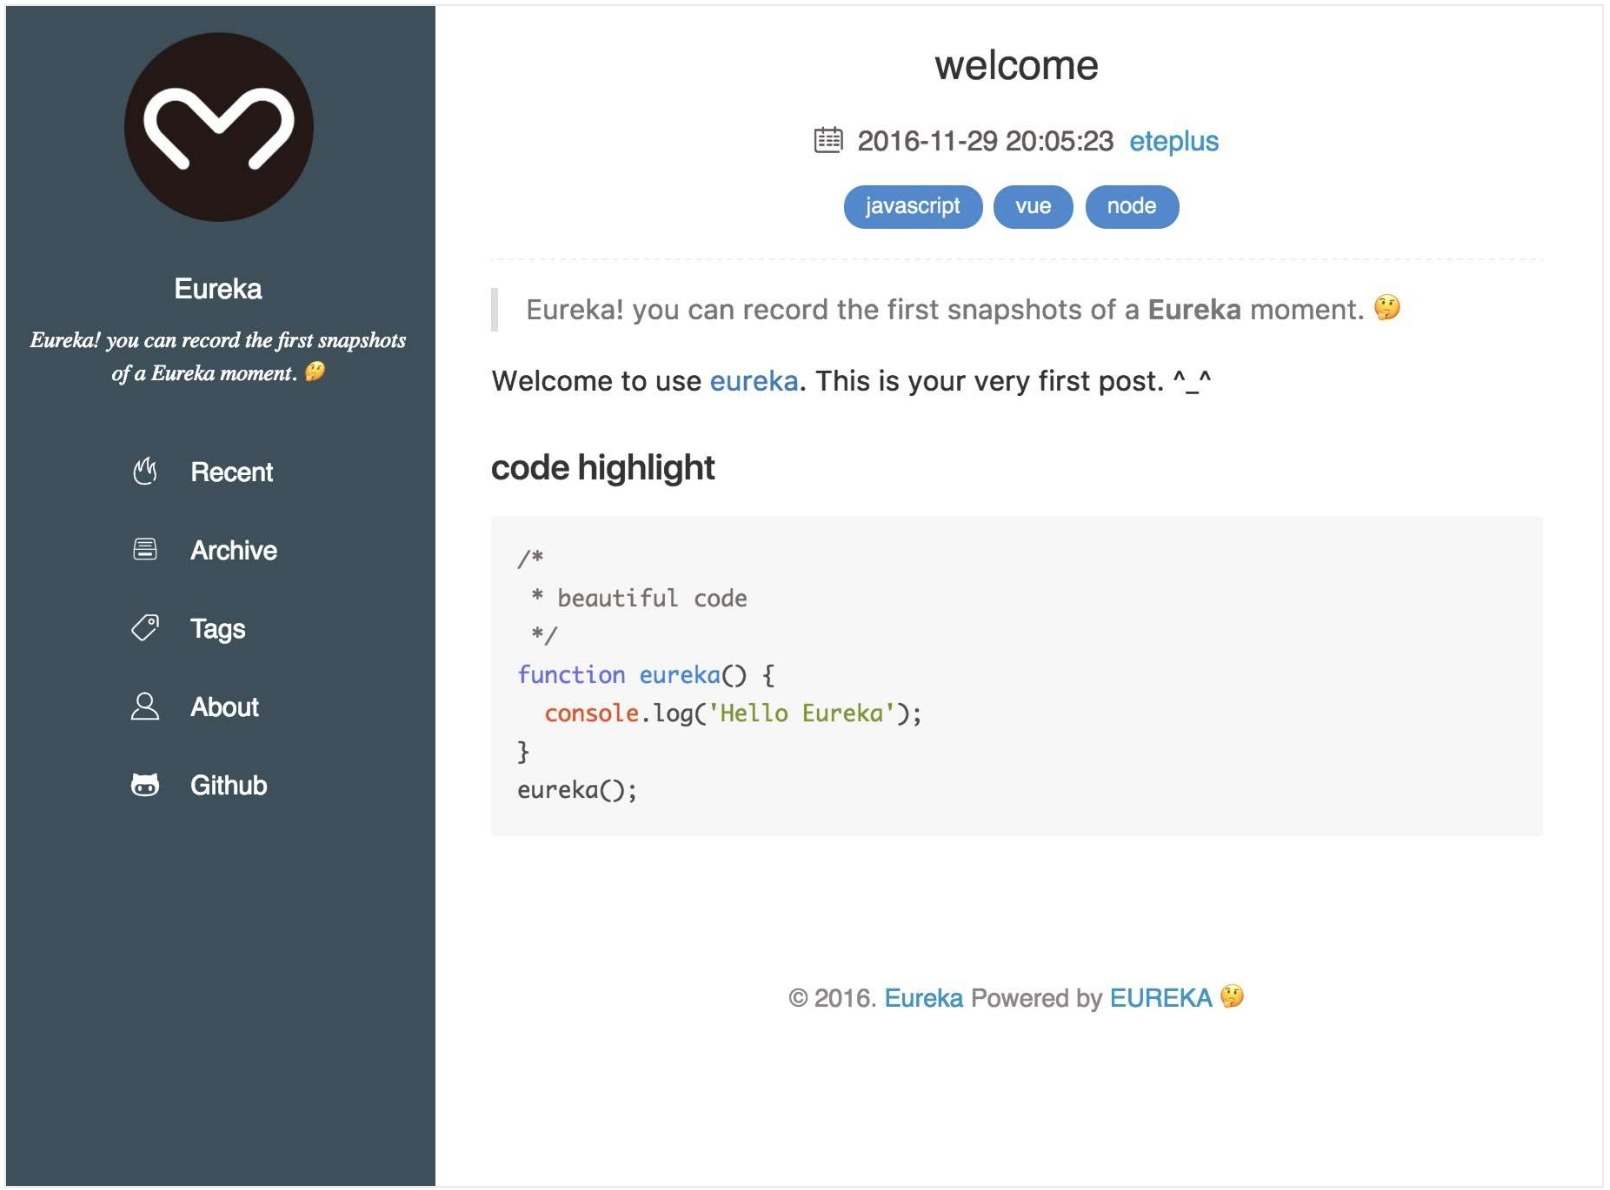 Eureka
Eureka! you can record the first snapshots
of a Eureka moment. 🤔
Recent
Archive
Tags
About
Github
welcome
2016-11-29 20:05:23 eteplus
javascript vue node
Eureka! you can record the first snapshots of a Eureka moment. 🤔
Welcome to use eureka. This is your very first post. ^_^
code highlight
/*
 * beautiful code
 */
function eureka() {
  console.log('Hello Eureka');
}
eureka();
© 2016. Eureka Powered by EUREKA 🤔